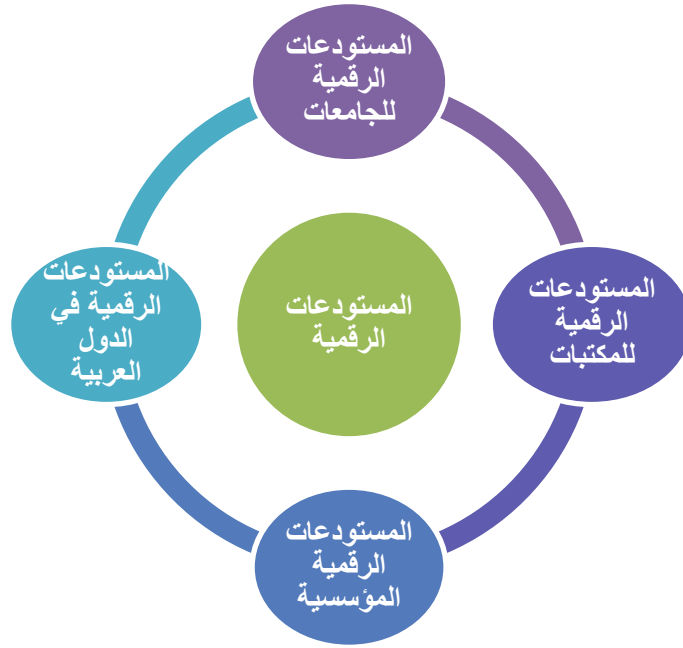 المستودعات
الرقمية
للجامعات
المستودعات
الرقمية
للمكتبات
المستودعات
الرقمية
المستودعات
الرقمية في
الدول
العربية
المستودعات
الرقمية
المؤسسية